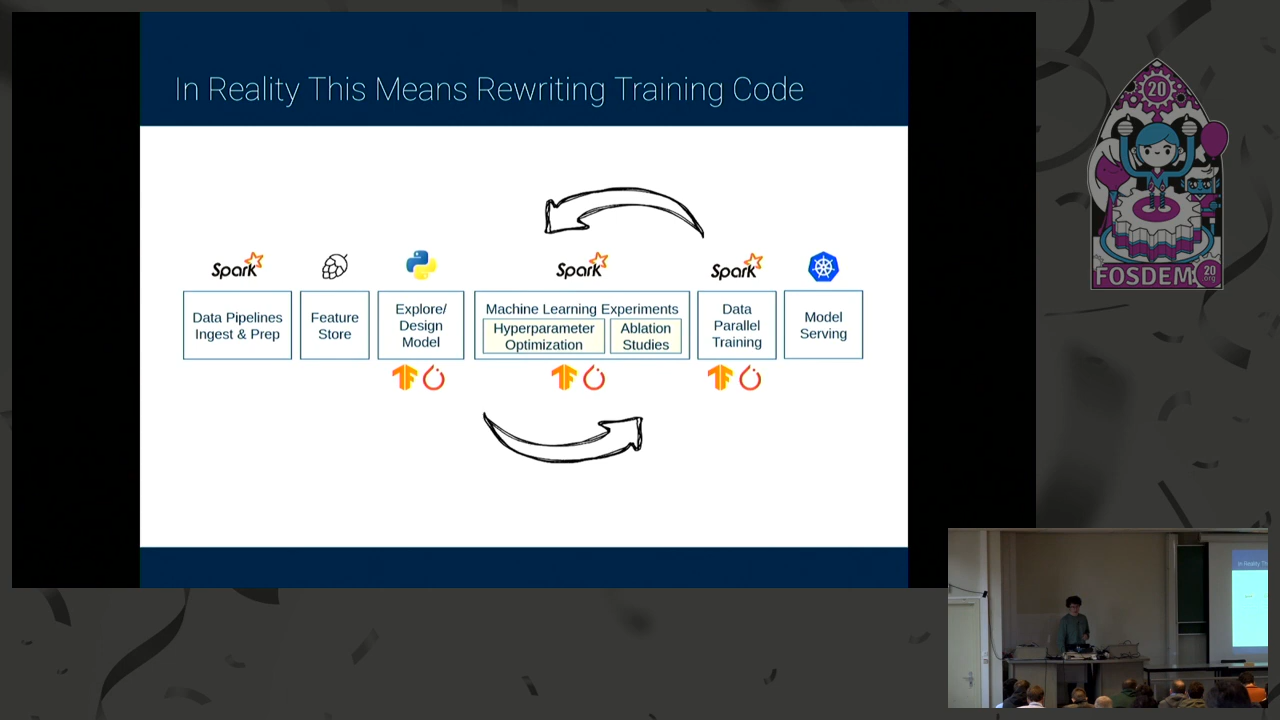 In Reality This Means Rewriting Training Code
Spark
Spark
Spark
Data Pipelines
Ingest & Prep
Feature
Store
Explore/
Design
Model
Machine Learning Experiments
Hyperparameter
Optimization
Ablation
Studies
Data
Parallel
Training
Model
Serving
20
FOSDEM
20
.org